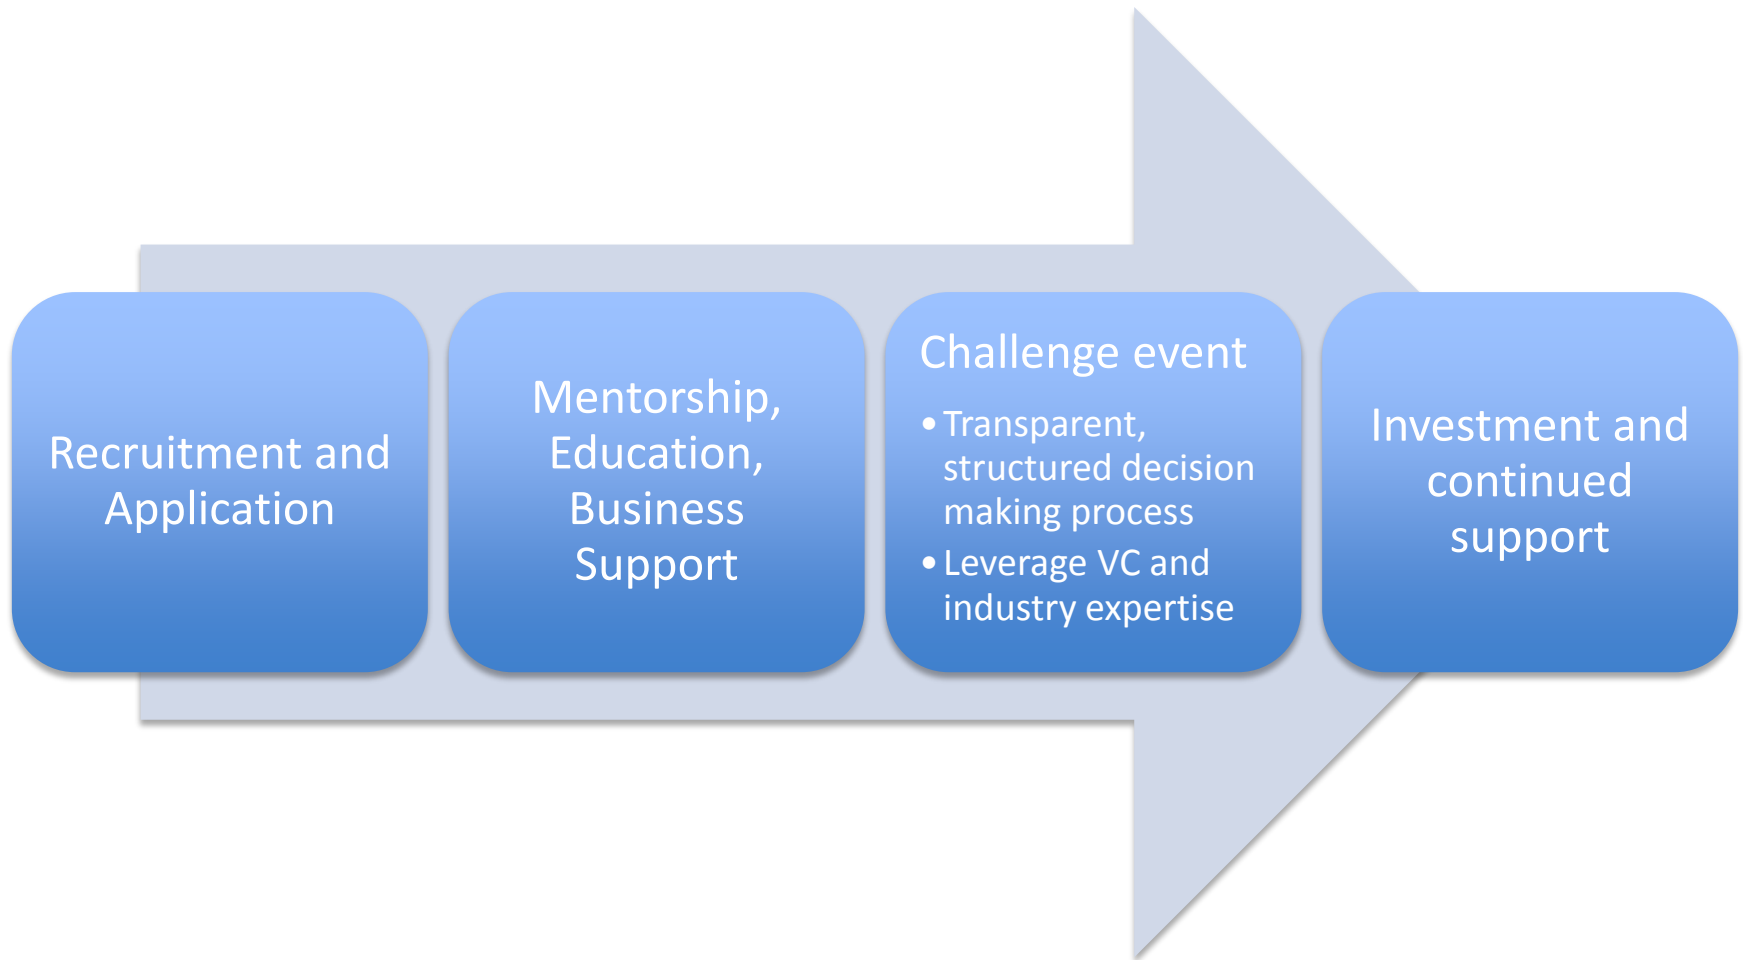 Recruitment and
Application
Mentorship,
Education,
Business
Support
Challenge event
• Transparent,
structured decision
making process
• Leverage VC and
industry expertise
Investment and
continued
support